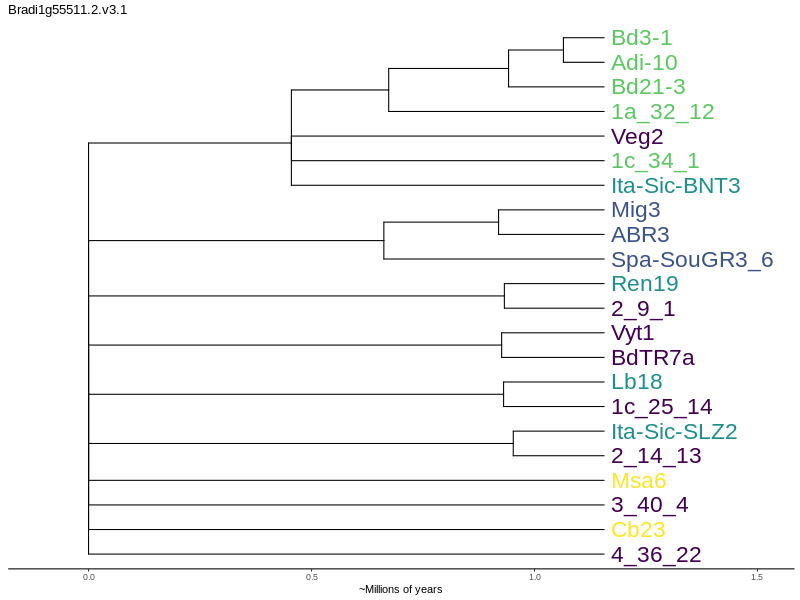 Bradi1g55511.2.v3.1
Bd3-1
Adi-10
Bd21-3
1a_32_12
Veg2
1c_34_1
Ita-Sic-BNT3
Mig3
ABR3
Spa-SouGR3_6
Ren19
2_9_1
Vyt1
BdTR7a
Lb18
1c_25_14
Ita-Sic-SLZ2
2_14_13
Msa6
3_40_4
Cb23
4_36_22
0.0 0.5 1.0 1.5
~Millions of years